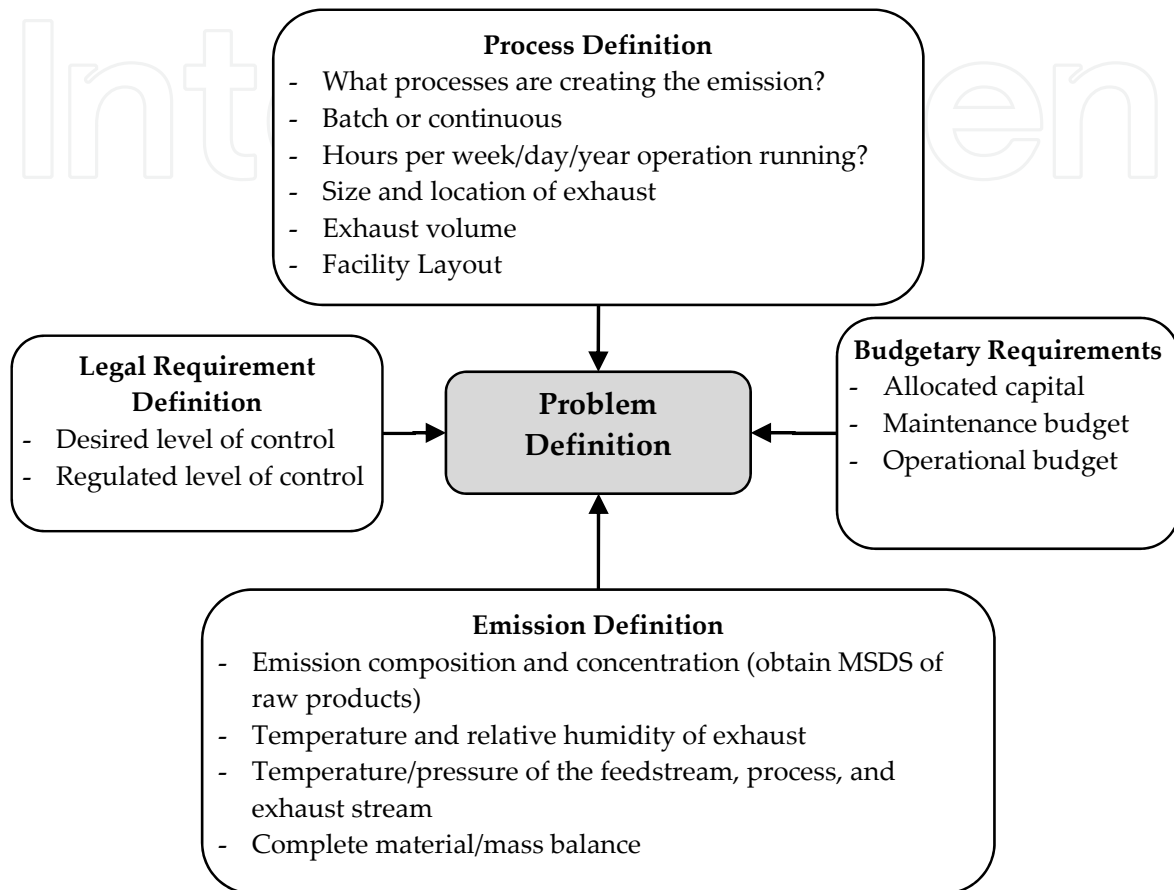 Process Definition
- What processes are creating the emission?
- Batch or continuous
- Hours per week/day/year operation running?
- Size and location of exhaust
- Exhaust volume
- Facility Layout
Legal Requirement
Definition
- Desired level of control
- Regulated level of control
Problem
Definition
Budgetary Requirements
- Allocated capital
- Maintenance budget
- Operational budget
Emission Definition
- Emission composition and concentration (obtain MSDS of
raw products)
- Temperature and relative humidity of exhaust
- Temperature/pressure of the feedstream, process, and
exhaust stream
- Complete material/mass balance